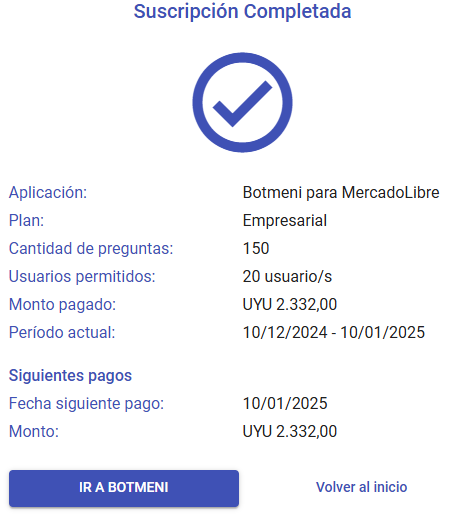 Suscripción Completada
Aplicación: Botmeni para MercadoLibre
Plan: Empresarial
Cantidad de preguntas: 150
Usuarios permitidos: 20 usuario/s
Monto pagado: UYU 2.332,00
Período actual: 10/12/2024 - 10/01/2025
Siguientes pagos
Fecha siguiente pago: 10/01/2025
Monto: UYU 2.332,00
IR A BOTMENI Volver al inicio